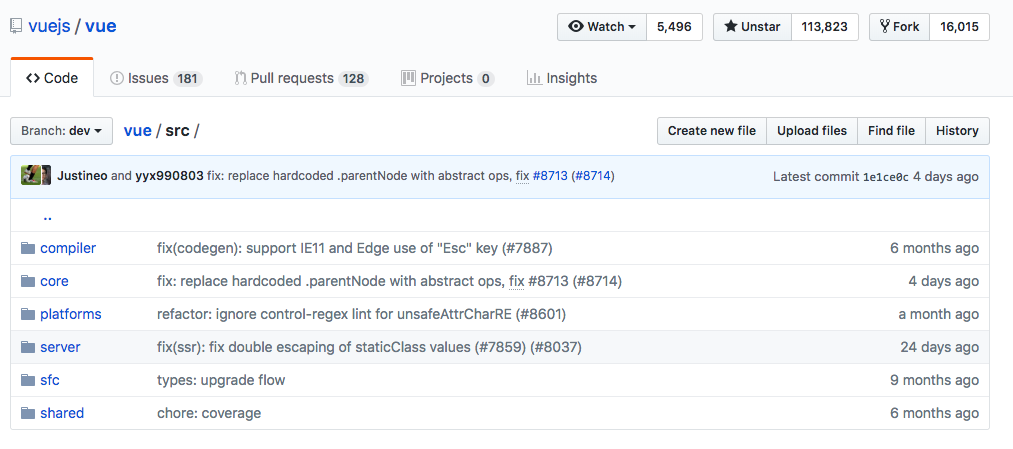 vuejs / vue Watch 5,496 Unstar 113,823 Fork 16,015
Code Issues 181 Pull requests 128 Projects 0 Insights
Branch: dev vue / src / Create new file Upload files Find file History
Justineo and yyx990803 fix: replace hardcoded .parentNode with abstract ops, fix #8713 (#8714) Latest commit 1e1ce0c 4 days ago
..
compiler fix(codegen): support IE11 and Edge use of "Esc" key (#7887) 6 months ago
core fix: replace hardcoded .parentNode with abstract ops, fix #8713 (#8714) 4 days ago
platforms refactor: ignore control-regex lint for unsafeAttrCharRE (#8601) a month ago
server fix(ssr): fix double escaping of staticClass values (#7859) (#8037) 24 days ago
sfc types: upgrade flow 9 months ago
shared chore: coverage 6 months ago